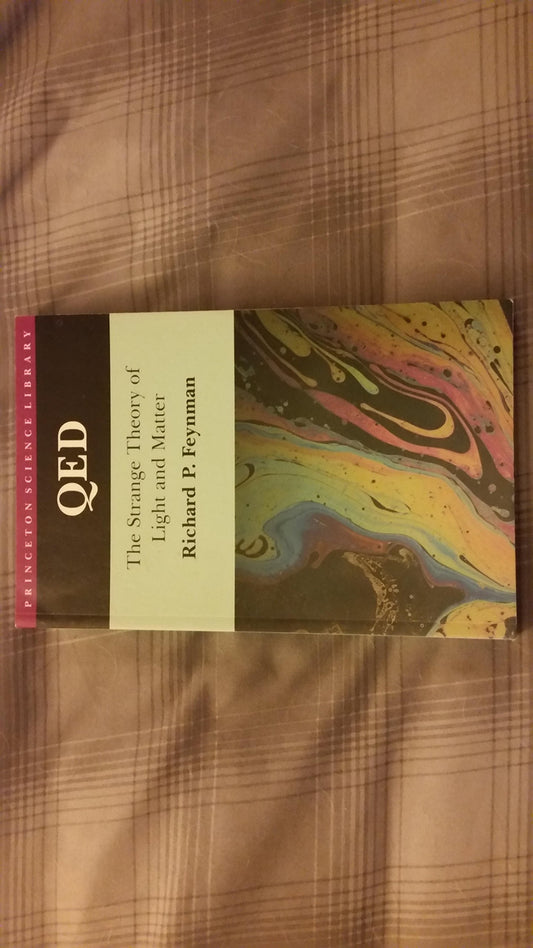 PRINCETON SCIENCE LIBRARY
QED
The Strange Theory of
Light and Matter
Richard P. Feynman